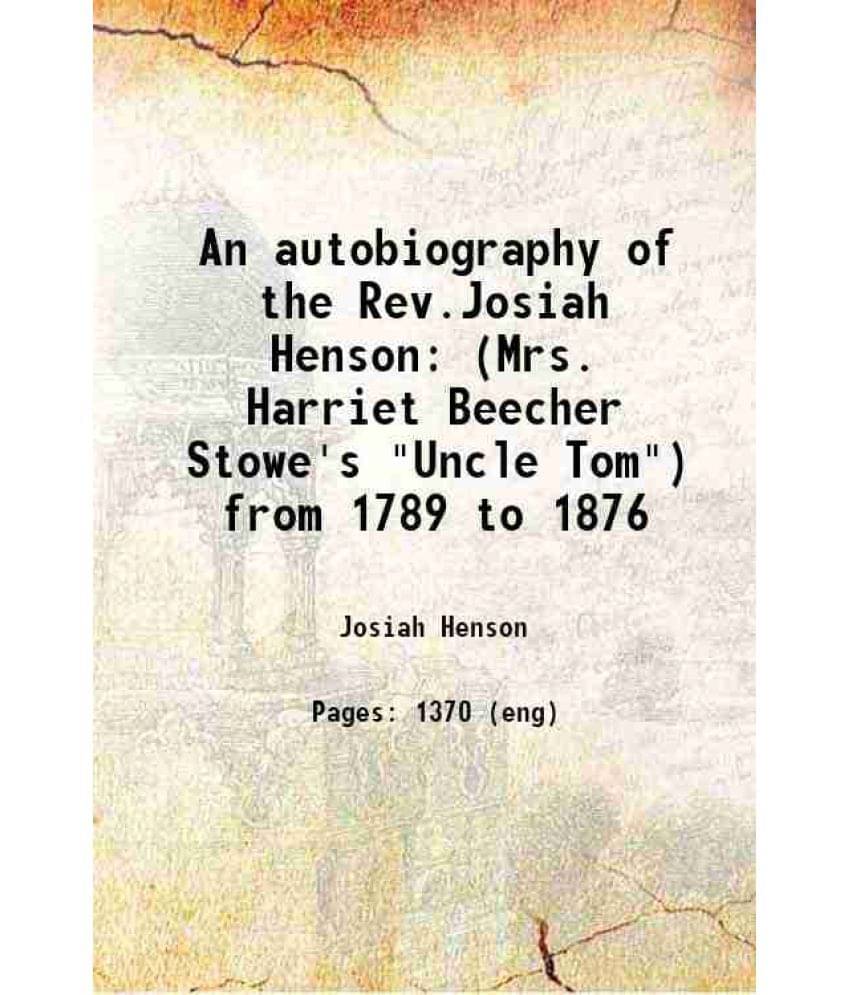 An autobiography of
the Rev.Josiah
Henson: (Mrs.
Harriet Beecher
Stowe's "Uncle Tom")
from 1789 to 1876
Josiah Henson
Pages: 1370 (eng)